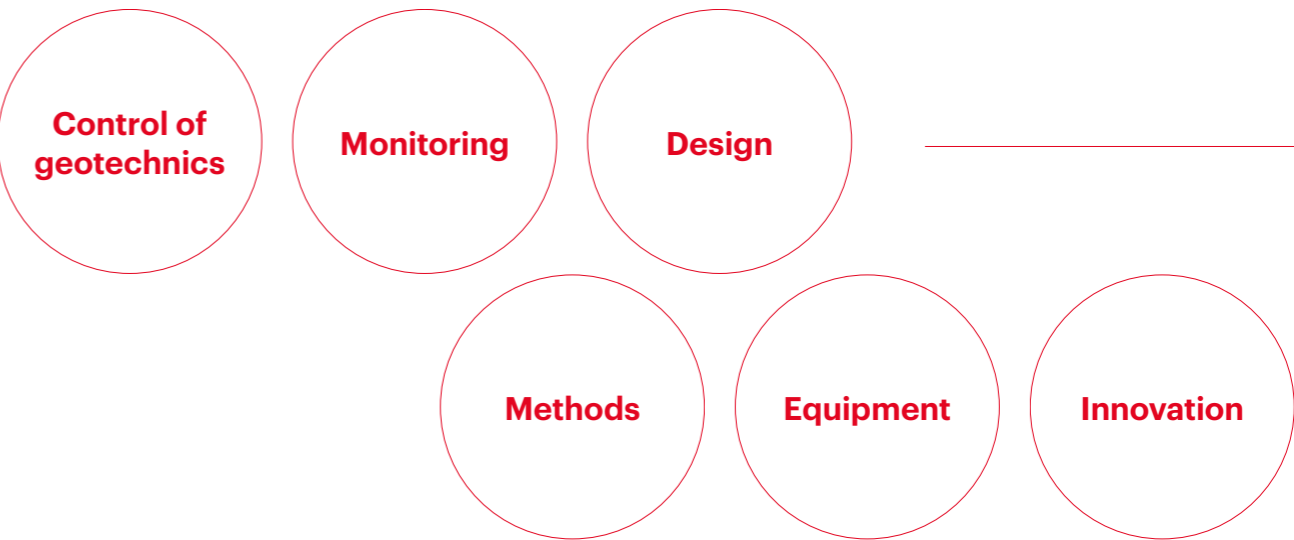 Control of
geotechnics
Monitoring
Design
Methods
Equipment
Innovation